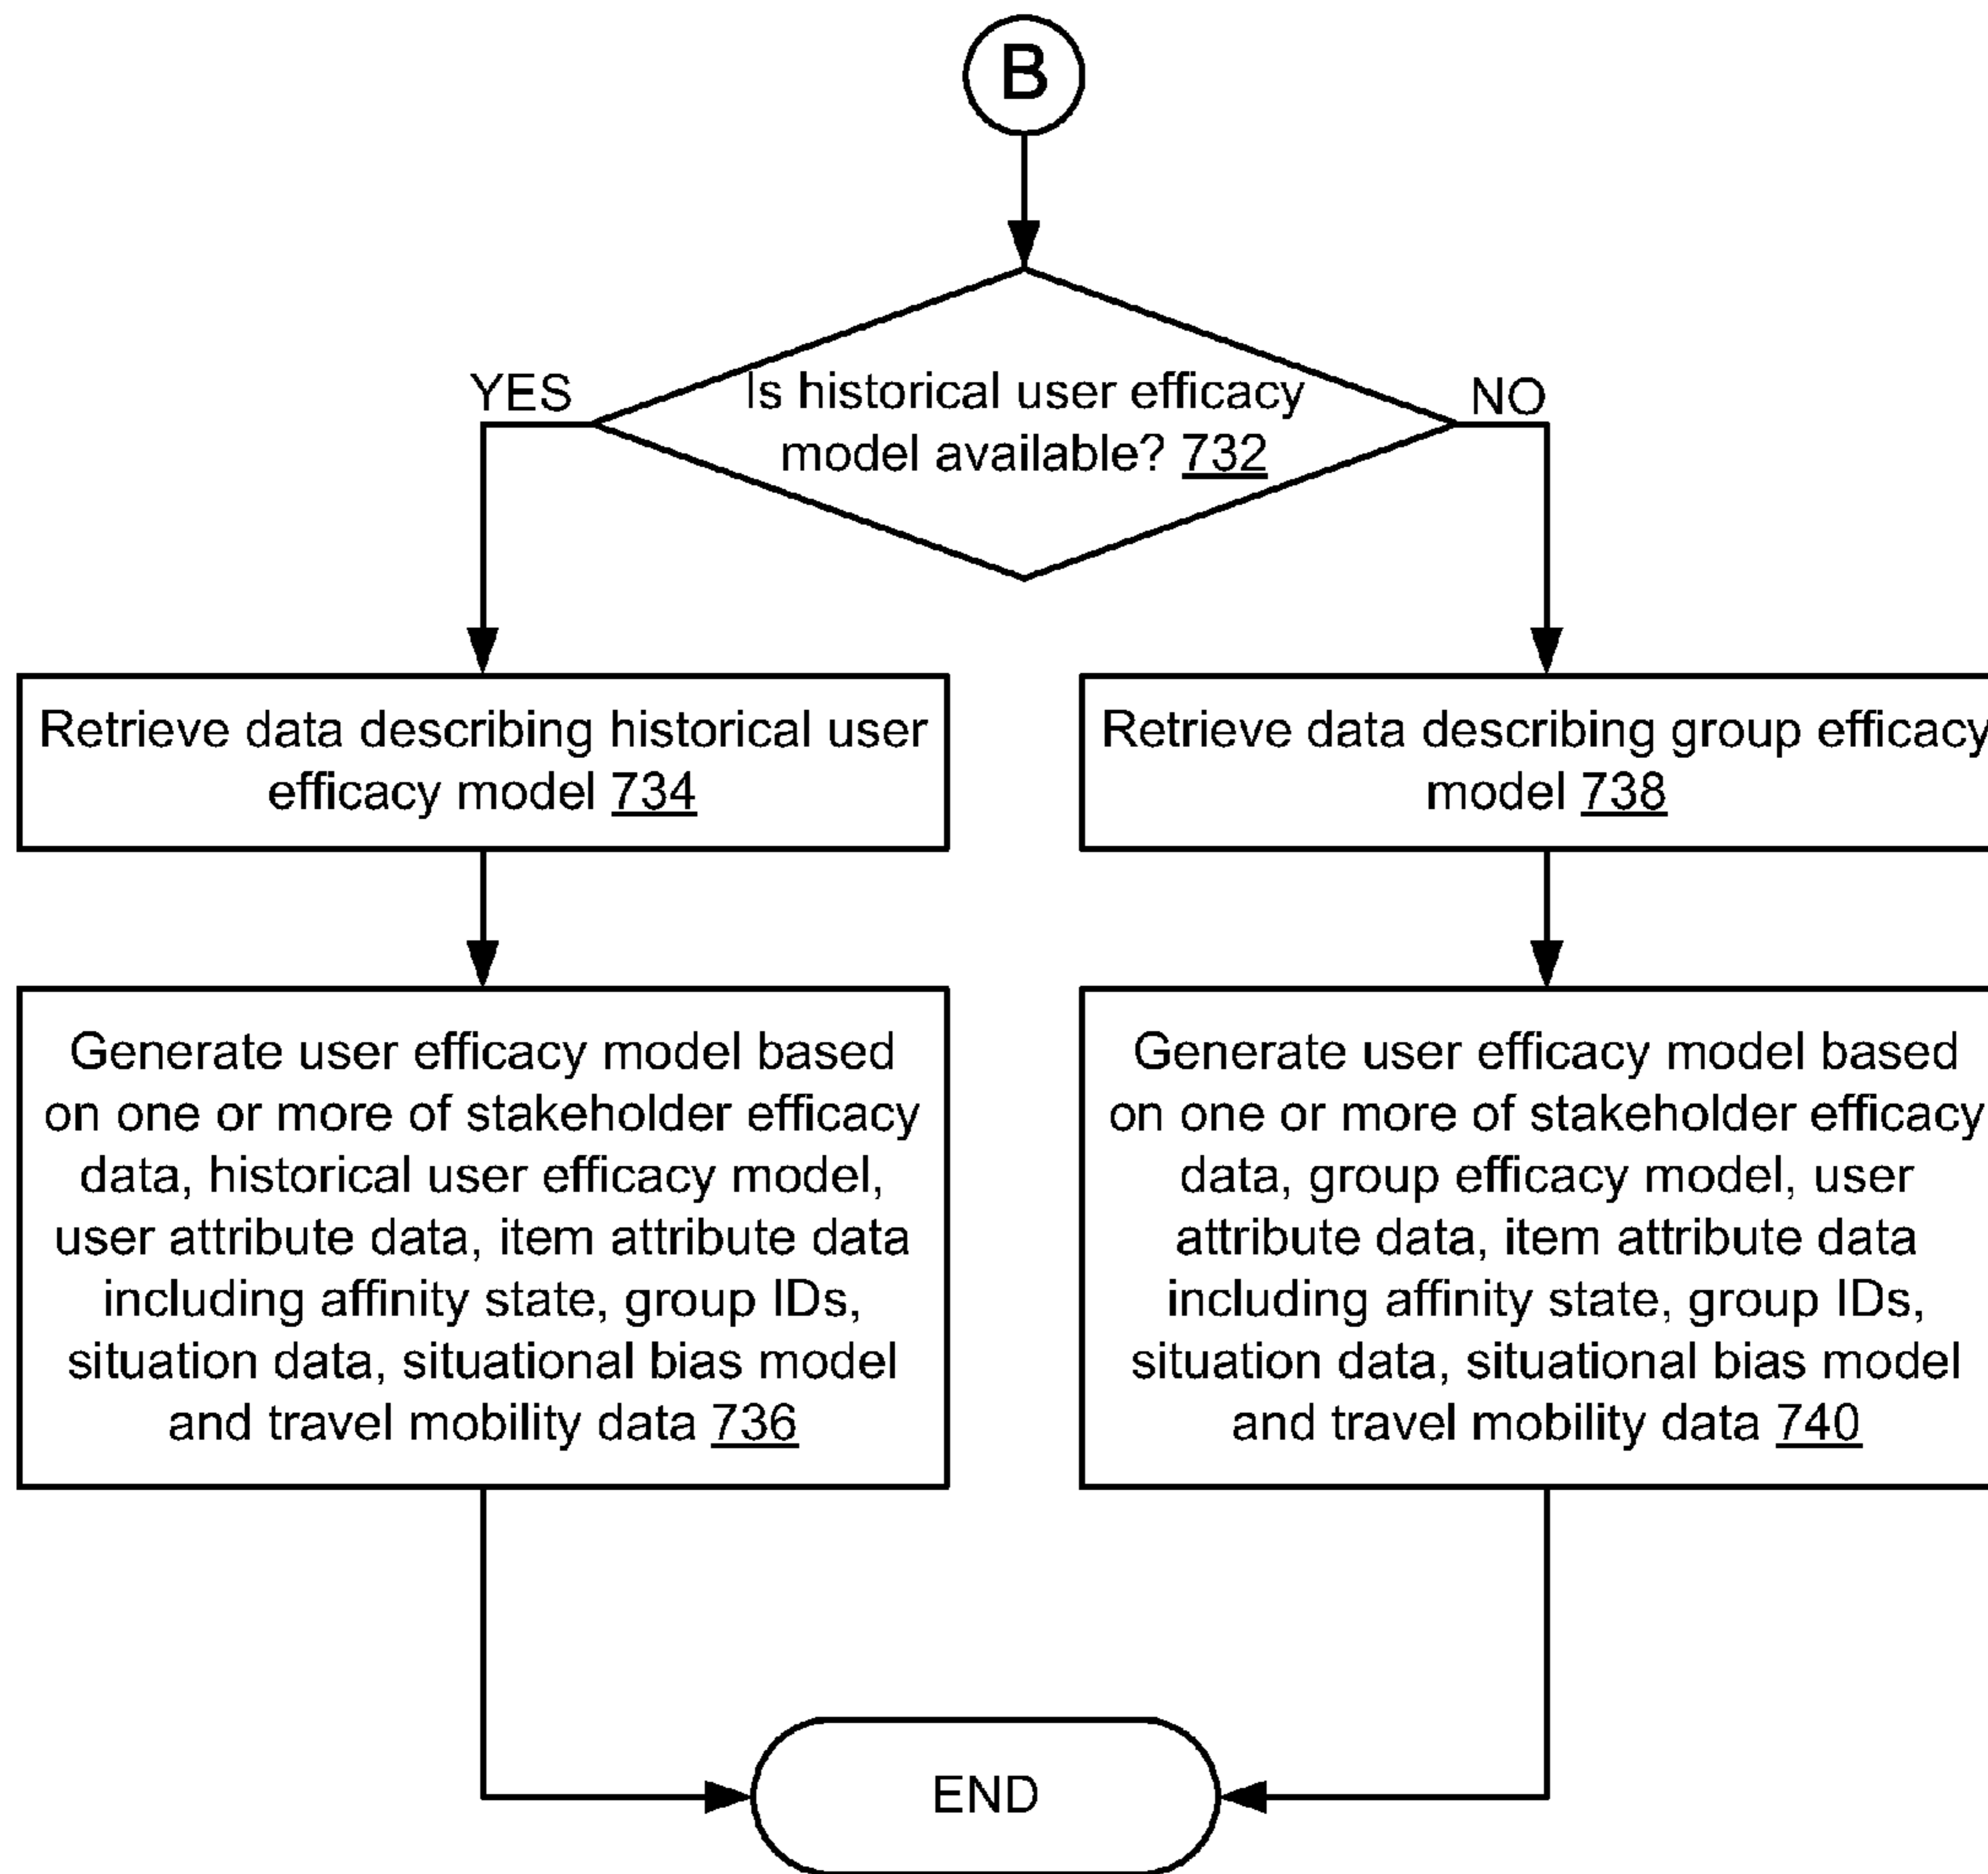 B
Is historical user efficacy
model available? 732
YES
NO
Retrieve data describing historical user
efficacy model 734
Retrieve data describing group efficacy
model 738
Generate user efficacy model based
on one or more of stakeholder efficacy
data, historical user efficacy model,
user attribute data, item attribute data
including affinity state, group IDs,
situation data, situational bias model
and travel mobility data 736
Generate user efficacy model based
on one or more of stakeholder efficacy
data, group efficacy model, user
attribute data, item attribute data
including affinity state, group IDs,
situation data, situational bias model
and travel mobility data 740
END